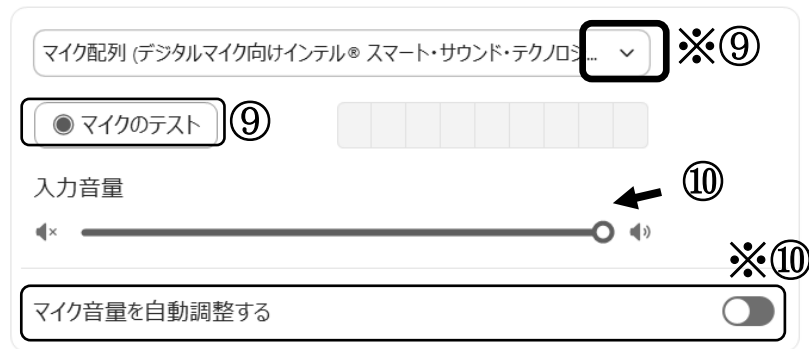 マイク配列 (デジタルマイク向けインテル® スマート・サウンド・テクノロジ... ※⑨
マイクのテスト ⑨
入力音量 ⑩
※⑩
マイク音量を自動調整する